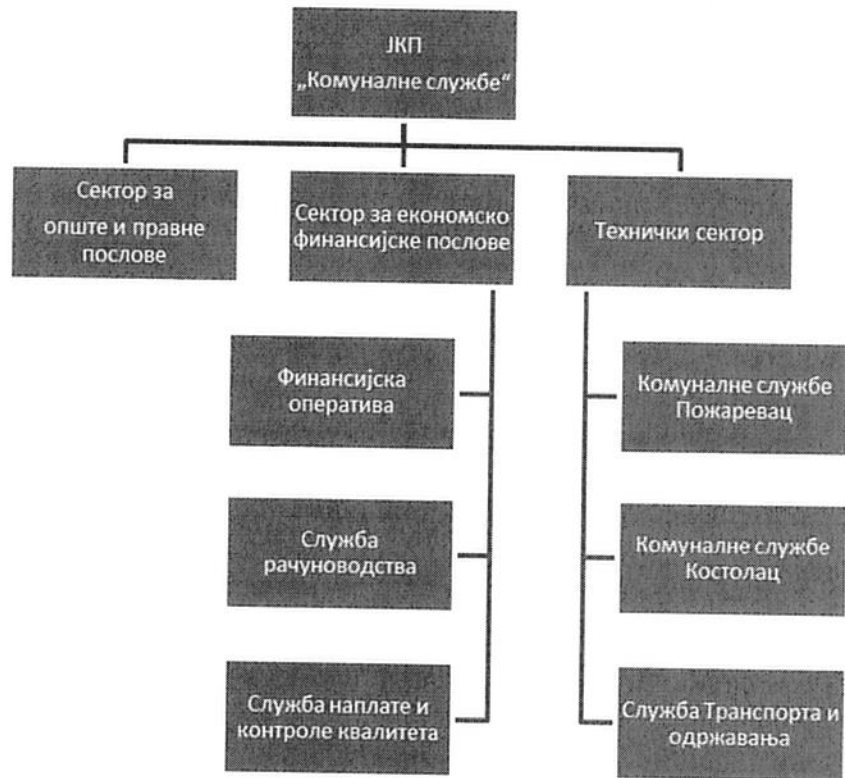 ЈКП
„Комуналне службе“
Сектор за
опште и правне
послове
Сектор за економско
финансијске послове
Технички сектор
Финансијска
оператива
Служба
рачуноводства
Служба наплате и
контроле квалитета
Комуналне службе
Пожаревац
Комуналне службе
Костолац
Служба Транспорта и
одржавања